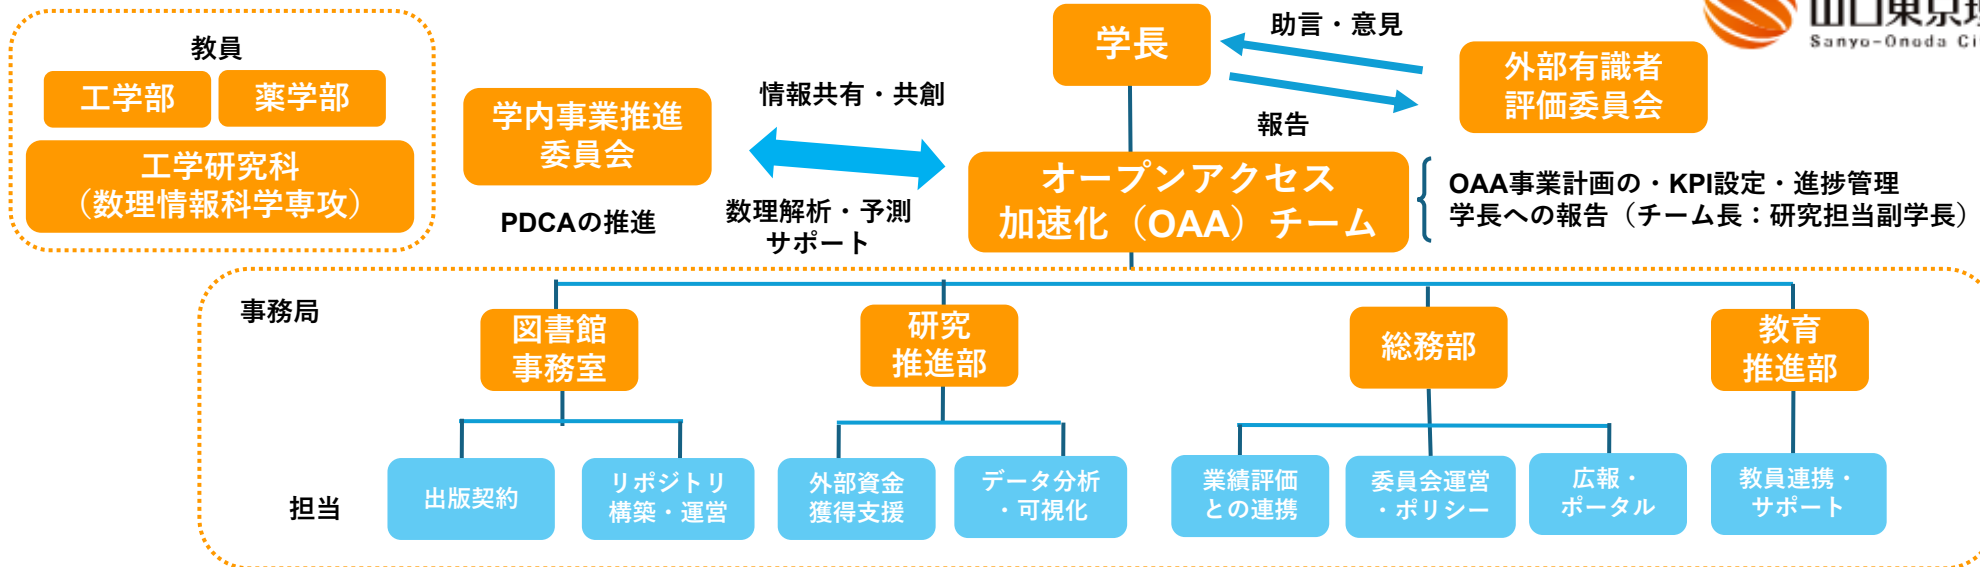 教員
工学部
薬学部
工学研究科
（数理情報科学専攻）
学内事業推進
委員会
PDCAの推進
情報共有・共創
数理解析・予測
サポート
学長
助言・意見
報告
外部有識者
評価委員会
山口東京理
Sanyo-Onoda Ci
オープンアクセス
加速化（OAA）チーム
OAA事業計画の・KPI設定・進捗管理
学長への報告（チーム長：研究担当副学長）
事務局
図書館
事務室
研究
推進部
総務部
教育
推進部
担当
出版契約
リポジトリ
構築・運営
外部資金
獲得支援
データ分析
・可視化
業績評価
との連携
委員会運営
・ポリシー
広報・
ポータル
教員連携・
サポート